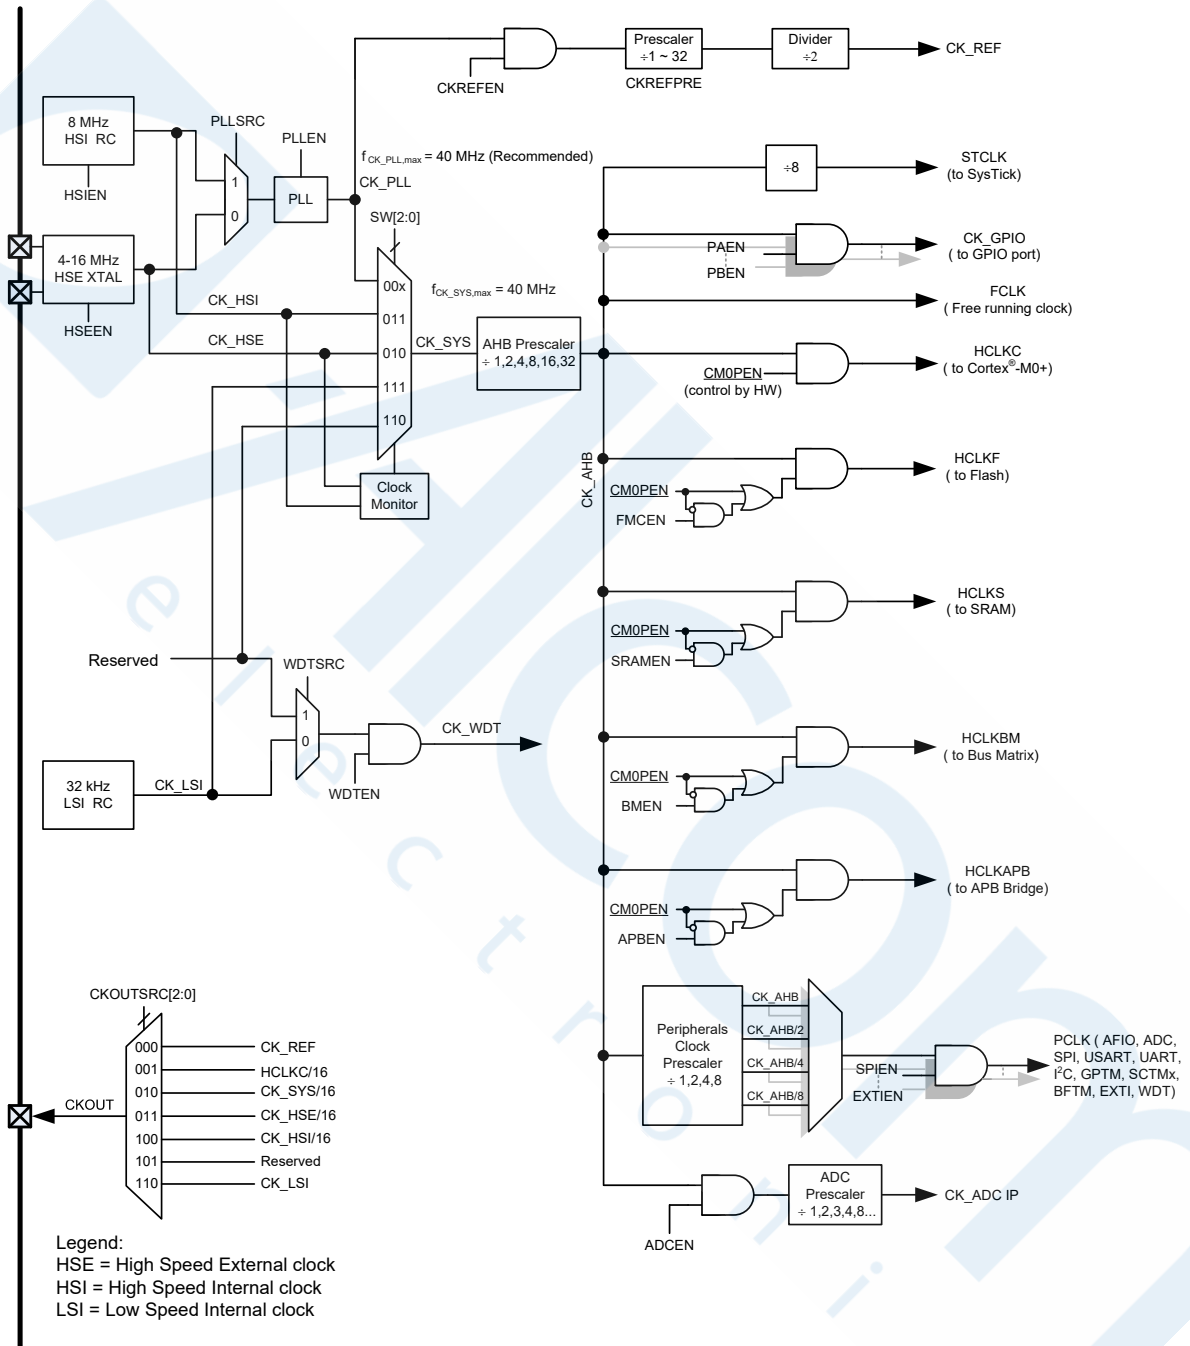 Prescaler
÷1 ~ 32
CKREFPRE
Divider
÷2
CK_REF
CKREFEN
8 MHz
HSI RC
HSIEN
PLLSRC
1
0
PLLEN
PLL
f CK_PLL,max = 40 MHz (Recommended)
CK_PLL
÷8
STCLK
(to SysTick)
SW[2:0]
4-16 MHz
HSE XTAL
HSEEN
PAEN
PBEN
CK_GPIO
( to GPIO port)
00x
011
010
111
110
fCK_SYS,max = 40 MHz
CK_HSI
CK_HSE
CK_SYS
AHB Prescaler
÷ 1,2,4,8,16,32
FCLK
( Free running clock)
CM0PEN
(control by HW)
HCLKC
( to Cortex®-M0+)
Clock
Monitor
CK_AHB
CM0PEN
FMCEN
HCLKF
( to Flash)
CM0PEN
SRAMEN
HCLKS
( to SRAM)
Reserved
WDTSRC
1
0
WDTEN
CK_WDT
32 kHz
LSI RC
CK_LSI
CM0PEN
BMEN
HCLKBM
( to Bus Matrix)
CM0PEN
APBEN
HCLKAPB
( to APB Bridge)
Peripherals
Clock
Prescaler
÷ 1,2,4,8
CK_AHB
CK_AHB/2
CK_AHB/4
CK_AHB/8
SPIEN
EXTIEN
PCLK ( AFIO, ADC,
SPI, USART, UART,
I2C, GPTM, SCTMx,
BFTM, EXTI, WDT)
CKOUTSRC[2:0]
CKOUT
000 CK_REF
001 HCLKC/16
010 CK_SYS/16
011 CK_HSE/16
100 CK_HSI/16
101 Reserved
110 CK_LSI
ADCEN
ADC
Prescaler
÷ 1,2,3,4,8...
CK_ADC IP
Legend:
HSE = High Speed External clock
HSI = High Speed Internal clock
LSI = Low Speed Internal clock